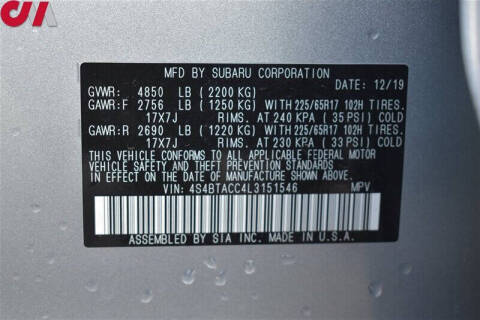 DI
MFD BY SUBARU CORPORATION
GVWR: 4850 LB (2200 KG) DATE: 12/19
GAWR:F 2756 LB (1250 KG) WITH 225/65R17 102H TIRES,
17X7J RIMS. AT 240 KPA ( 35 PSI) COLD
GAWR:R 2690 LB (1220 KG) WITH 225/65R17 102H TIRES,
17X7J RIMS. AT 230 KPA ( 33 PSI) COLD
THIS VEHICLE CONFORMS TO ALL APPLICABLE FEDERAL MOTOR
VEHICLE SAFETY AND THEFT PREVENTION STANDARDS
IN EFFECT ON THE DATE OF MANUFACTURE SHOWN ABOVE.
VIN: 4S4BTACC4L3151546 MPV
ASSEMBLED BY SIA INC. MADE IN U.S.A.